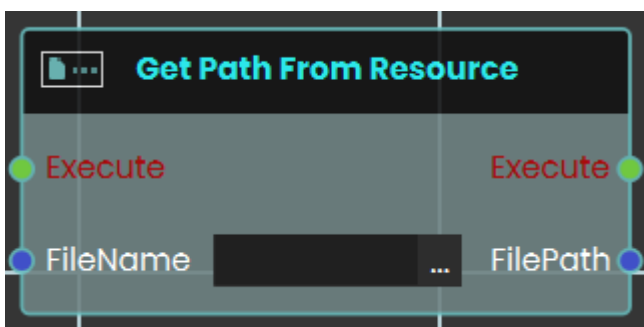 Get Path From Resource
Execute Execute
FileName ... FilePath